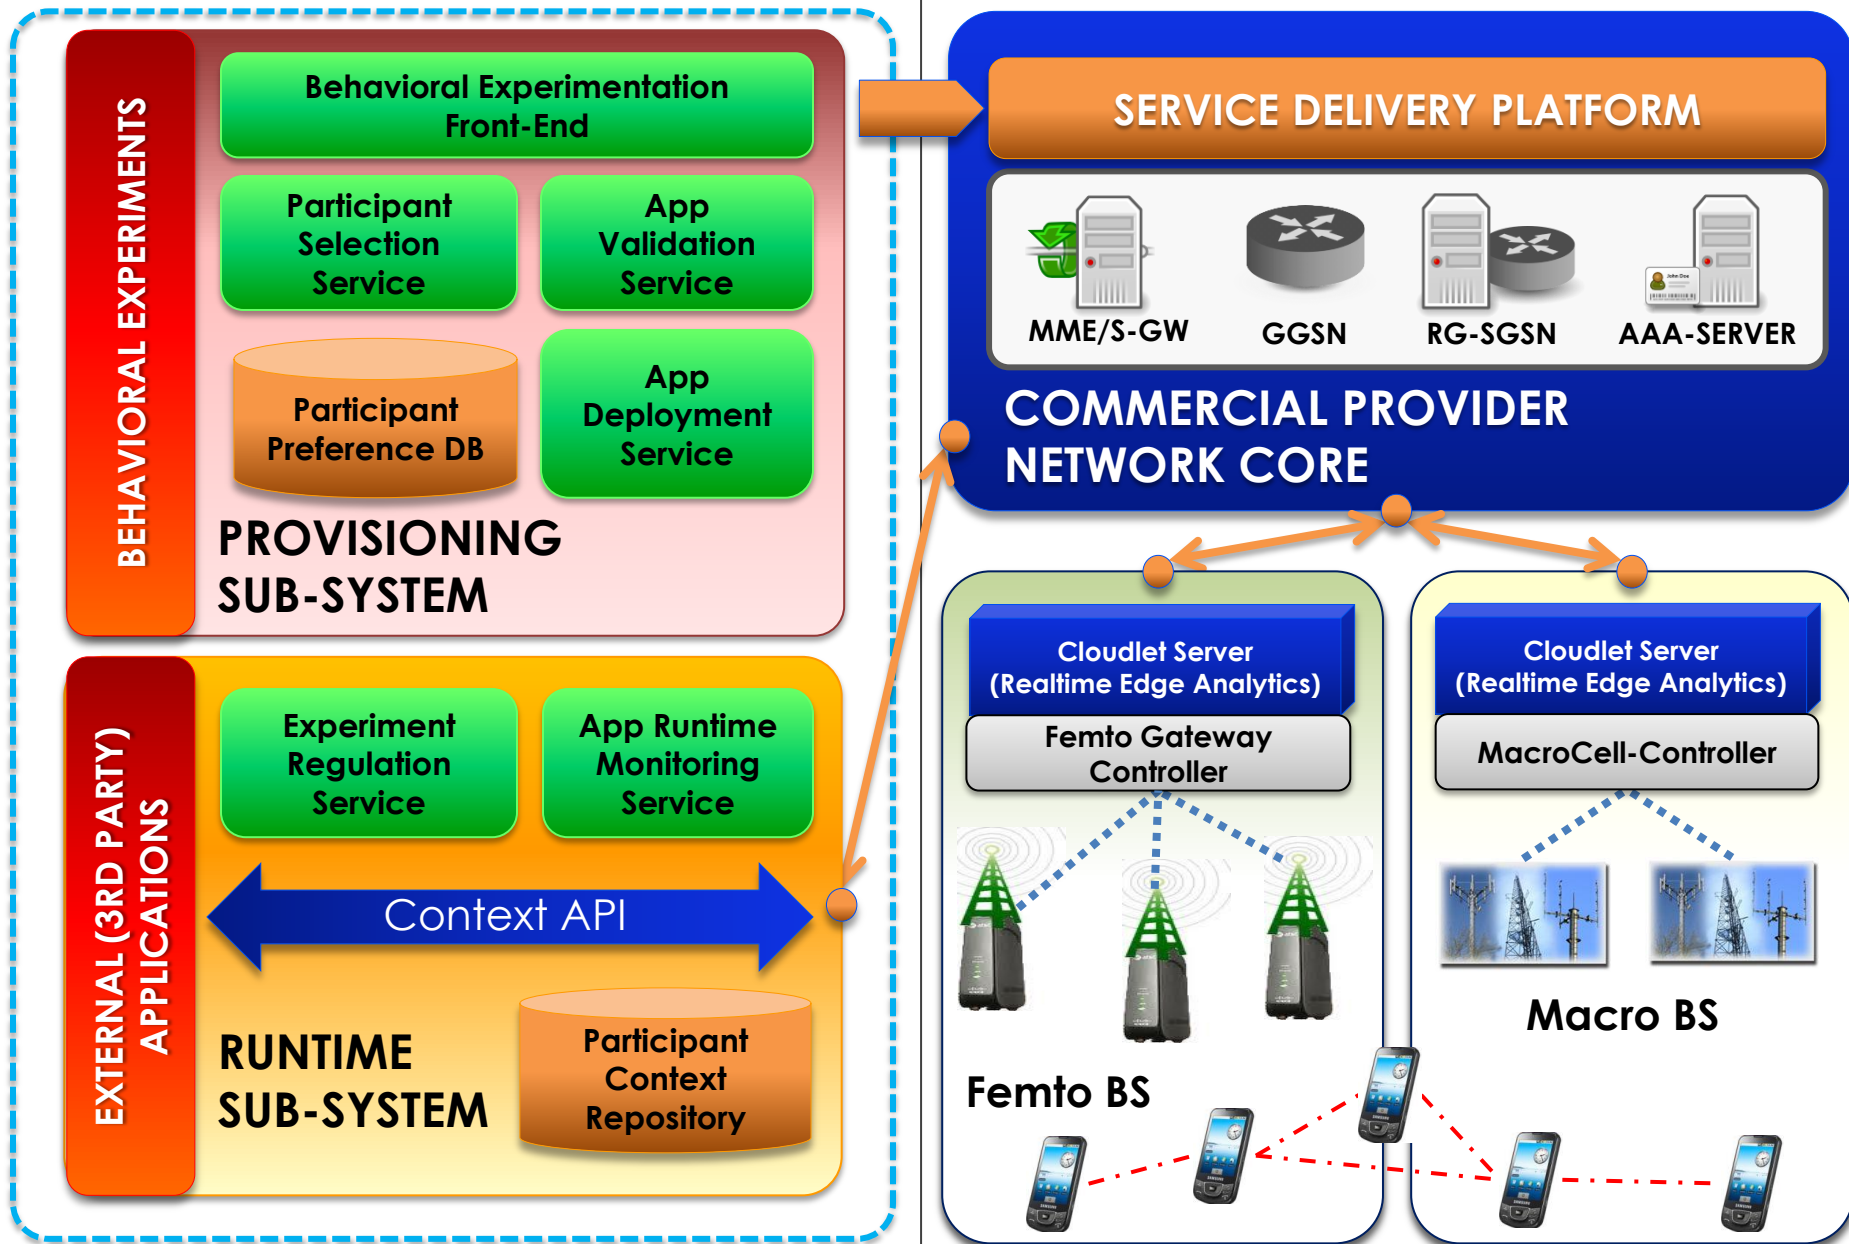 BEHAVIORAL EXPERIMENTS
Behavioral Experimentation
Front-End
Participant
Selection
Service
App
Validation
Service
Participant
Preference DB
App
Deployment
Service
PROVISIONING
SUB-SYSTEM
EXTERNAL (3RD PARTY)
APPLICATIONS
Experiment
Regulation
Service
App Runtime
Monitoring
Service
Context API
RUNTIME
SUB-SYSTEM
Participant
Context
Repository
SERVICE DELIVERY PLATFORM
John Doe
MME/S-GW
GGSN
RG-SGSN
AAA-SERVER
COMMERCIAL PROVIDER
NETWORK CORE
Cloudlet Server
(Realtime Edge Analytics)
Femto Gateway
Controller
Femto BS
Cloudlet Server
(Realtime Edge Analytics)
MacroCell-Controller
Macro BS